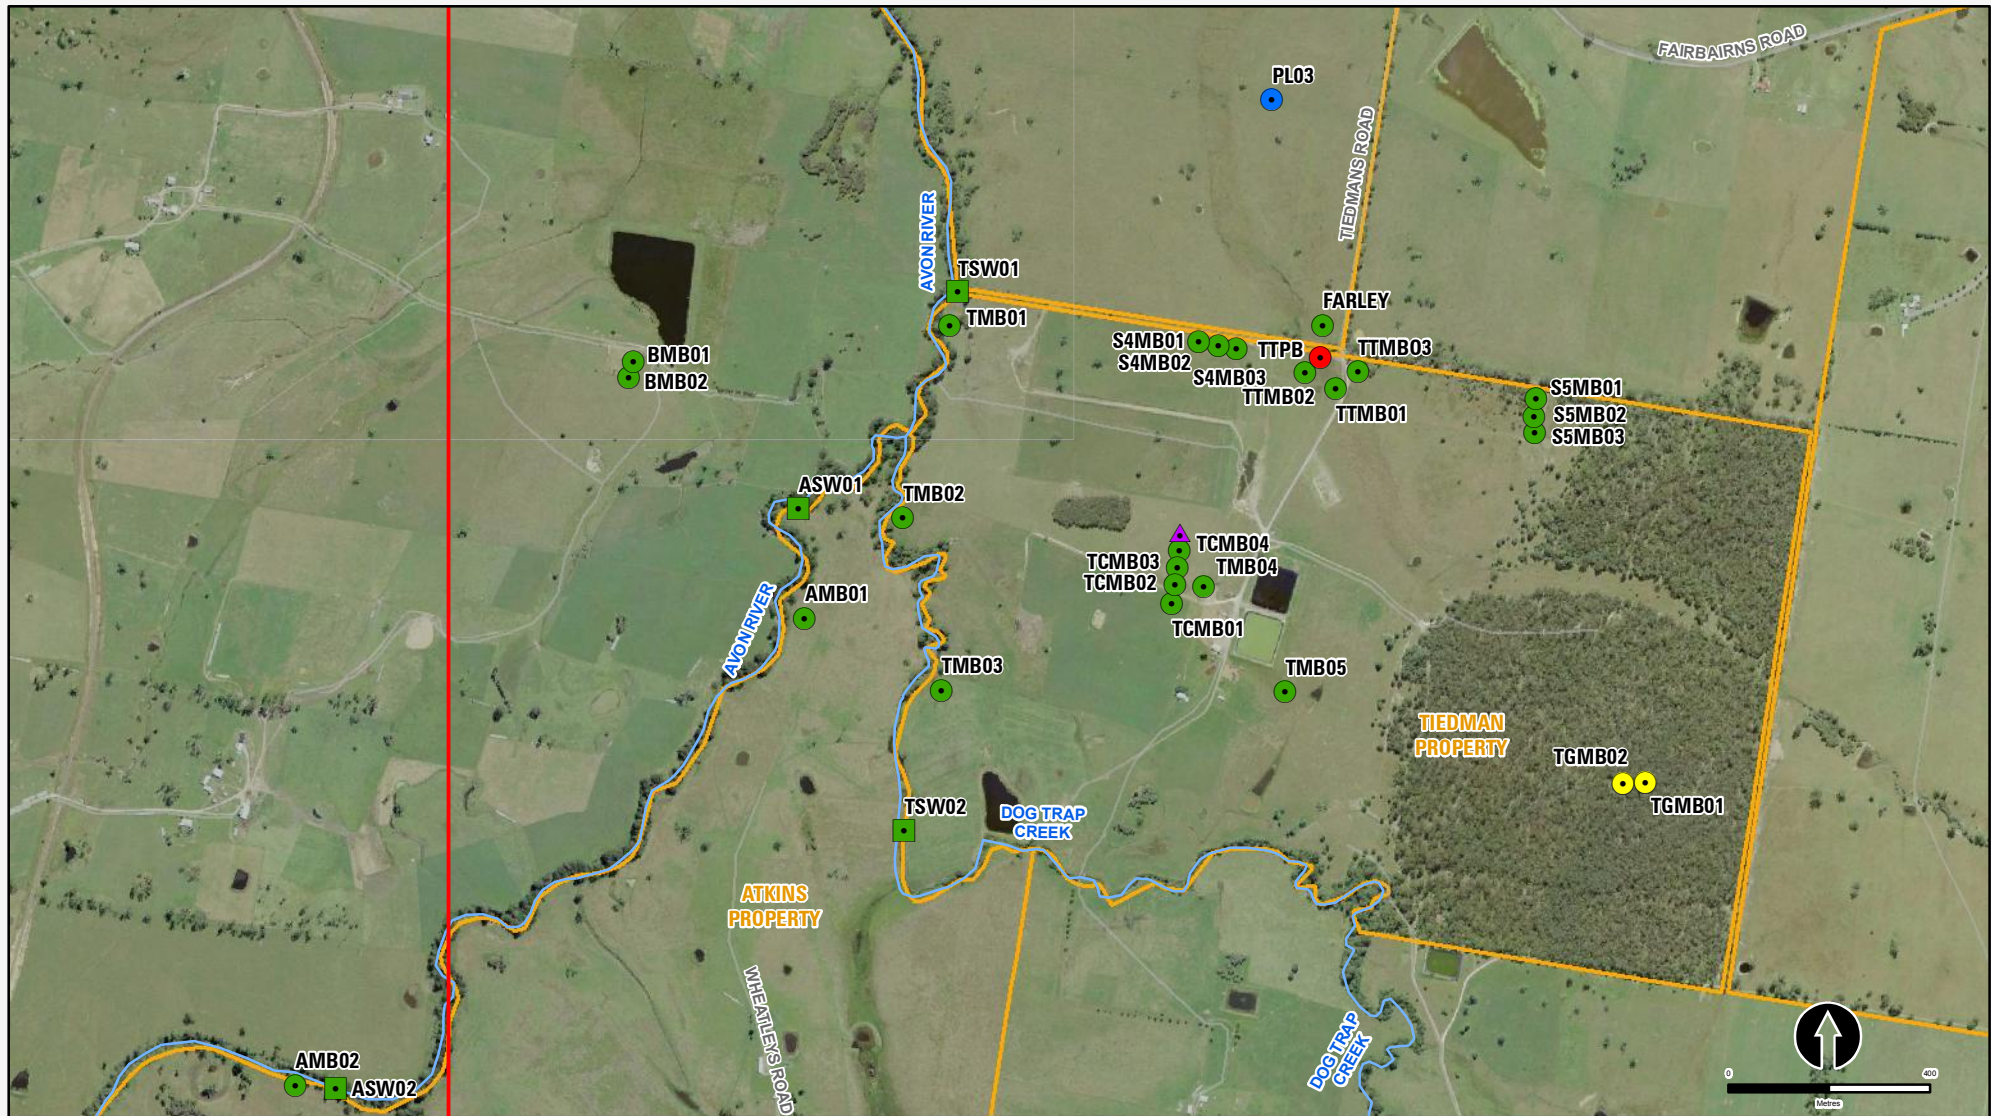 FAIRBAIRNS ROAD
PL03
TIEDMANS ROAD
AVON RIVER
TSW01
TMB01
FARLEY
S4MB01
S4MB02
S4MB03
TTPB
TTMB03
TTMB02
TTMB01
BMB01
BMB02
S5MB01
S5MB02
S5MB03
ASW01
TMB02
TCMB04
TCMB03
TMB04
TCMB02
TCMB01
AMB01
AVON RIVER
TMB03
TMB05
TIEDMAN
PROPERTY
TGMB02
TGMB01
TSW02
DOG TRAP
CREEK
ATKINS
PROPERTY
WHEATLEYS ROAD
DOG TRAP
CREEK
AMB02
ASW02
0
400
Metres